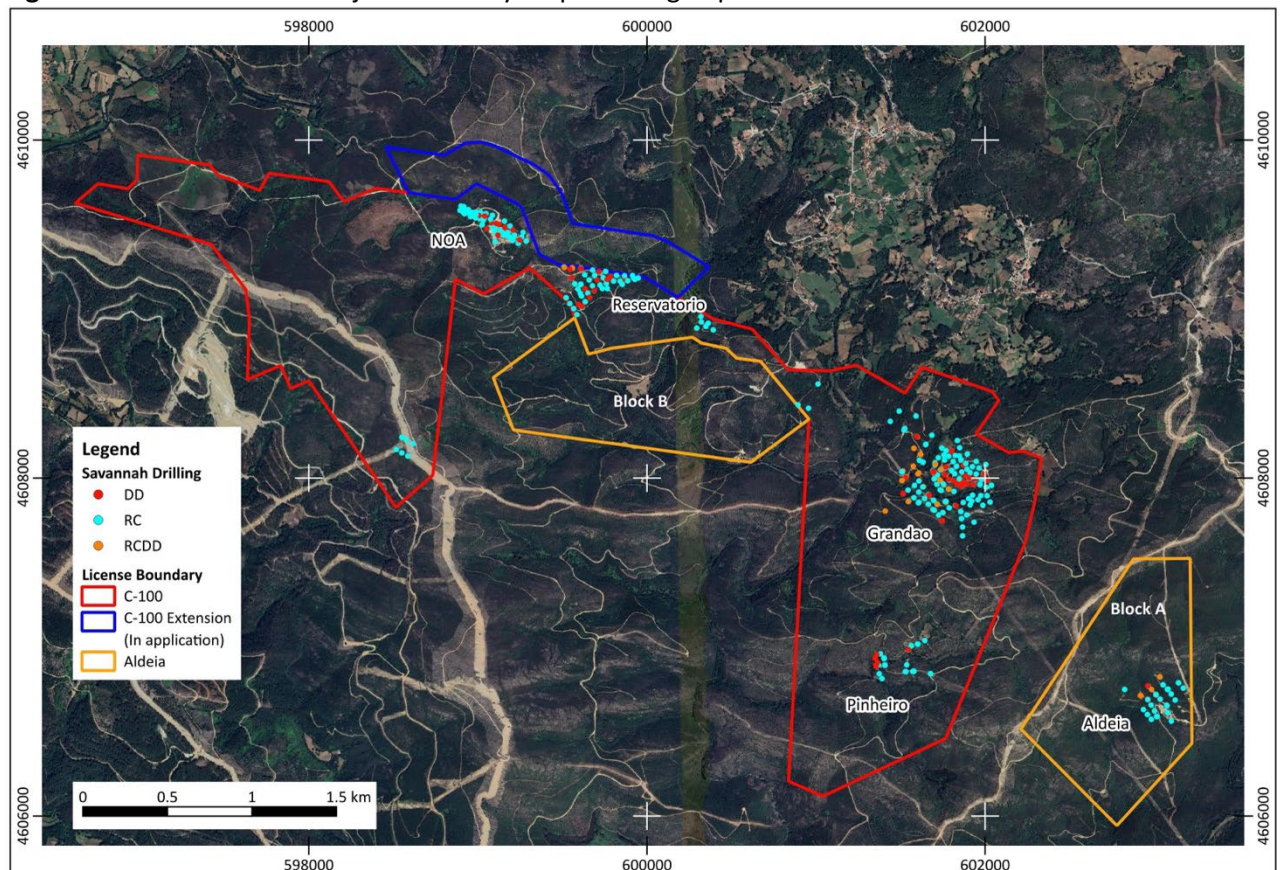 598000
600000
602000
4610000
4610000
NOA
Reservatorio
Block B
4608000
4608000
Grandao
Block A
Pinheiro
Aldeia
Legend
Savannah Drilling
DD
RC
RCDD
License Boundary
C-100
C-100 Extension
(In application)
Aldeia
0 0.5 1 1.5 km
4606000
4606000
598000
600000
602000